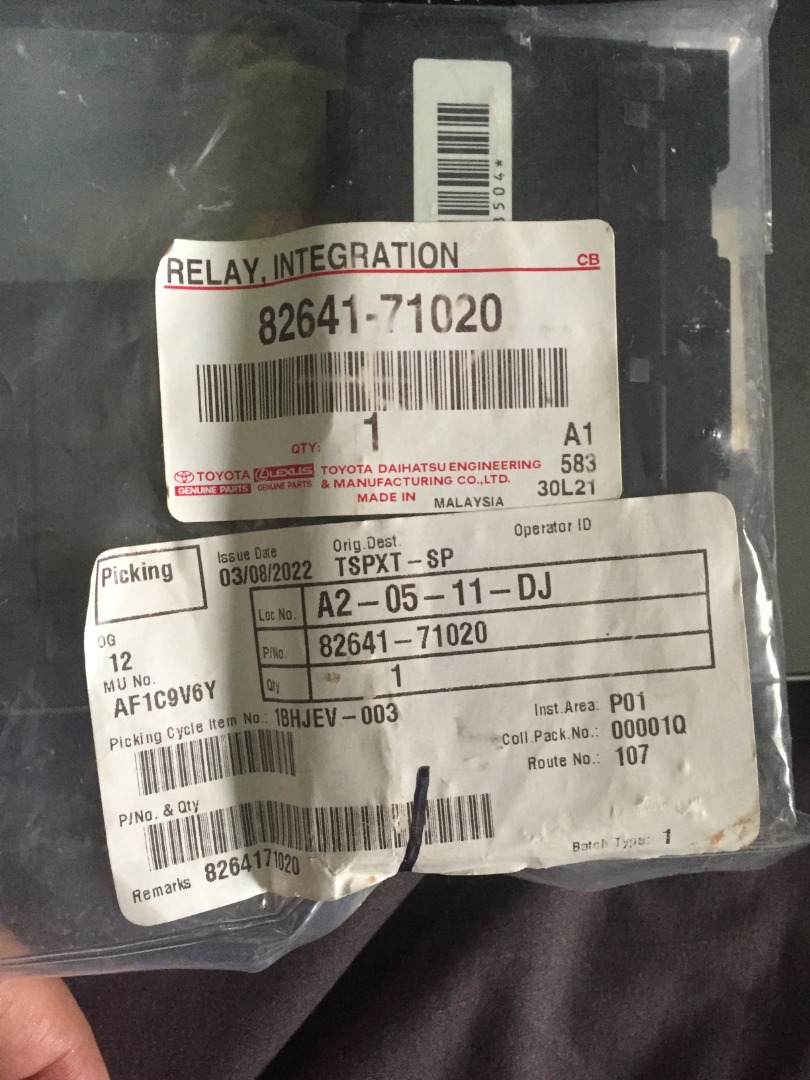 3504*
RELAY, INTEGRATION CB
82641-71020
QTY: 1 A1
TOYOTA LEXUS TOYOTA DAIHATSU ENGINEERING 583
GENUINE PARTS GENUINE PARTS & MANUFACTURING CO., LTD.
MADE IN MALAYSIA 30L21
Picking Issue Date Orig.Dest. Operator ID
03/08/2022 TSPXT-SP
Loc No. A2-05-11-DJ
OG P/No. 82641-71020
12 Qty 1
MU No.
AF1C9V6Y
Picking Cycle Item No.: 1BHJEV-003
Inst.Area: P01
Coll.Pack.No.: 00001Q
Route No.: 107
P/No. & Qty
Batch Type: 1
Remarks 8264171020